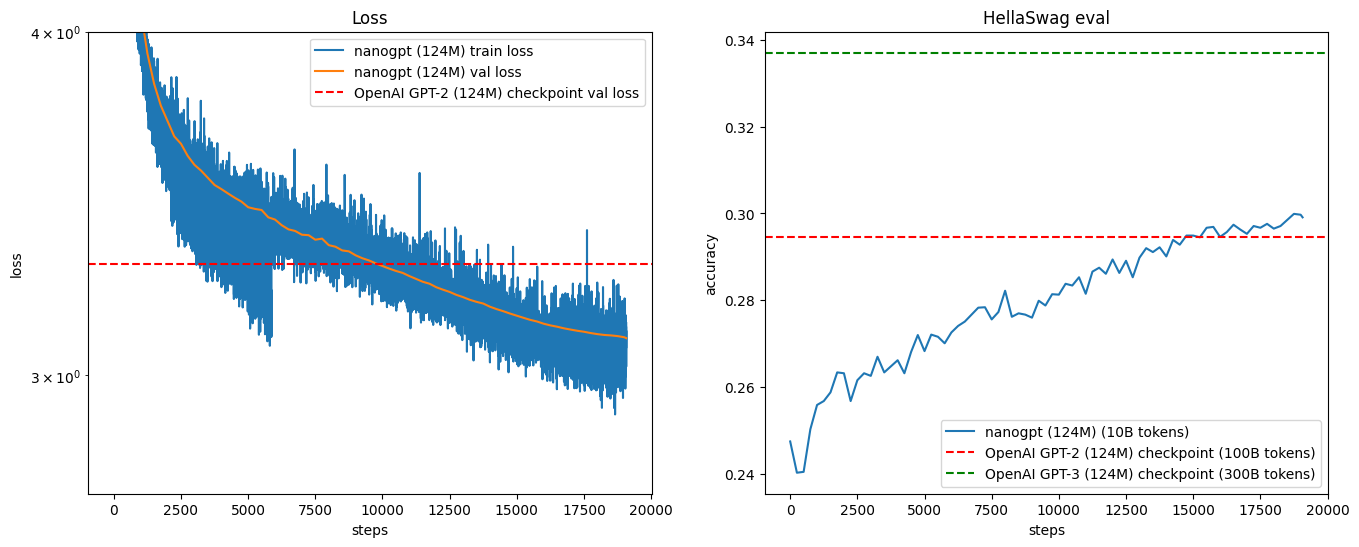 Loss
4 × 10⁰
3 × 10⁰
loss
nanogpt (124M) train loss
nanogpt (124M) val loss
OpenAI GPT-2 (124M) checkpoint val loss
0 2500 5000 7500 10000 12500 15000 17500 20000
steps
HellaSwag eval
0.34
0.32
0.30
0.28
0.26
0.24
accuracy
nanogpt (124M) (10B tokens)
OpenAI GPT-2 (124M) checkpoint (100B tokens)
OpenAI GPT-3 (124M) checkpoint (300B tokens)
0 2500 5000 7500 10000 12500 15000 17500 20000
steps